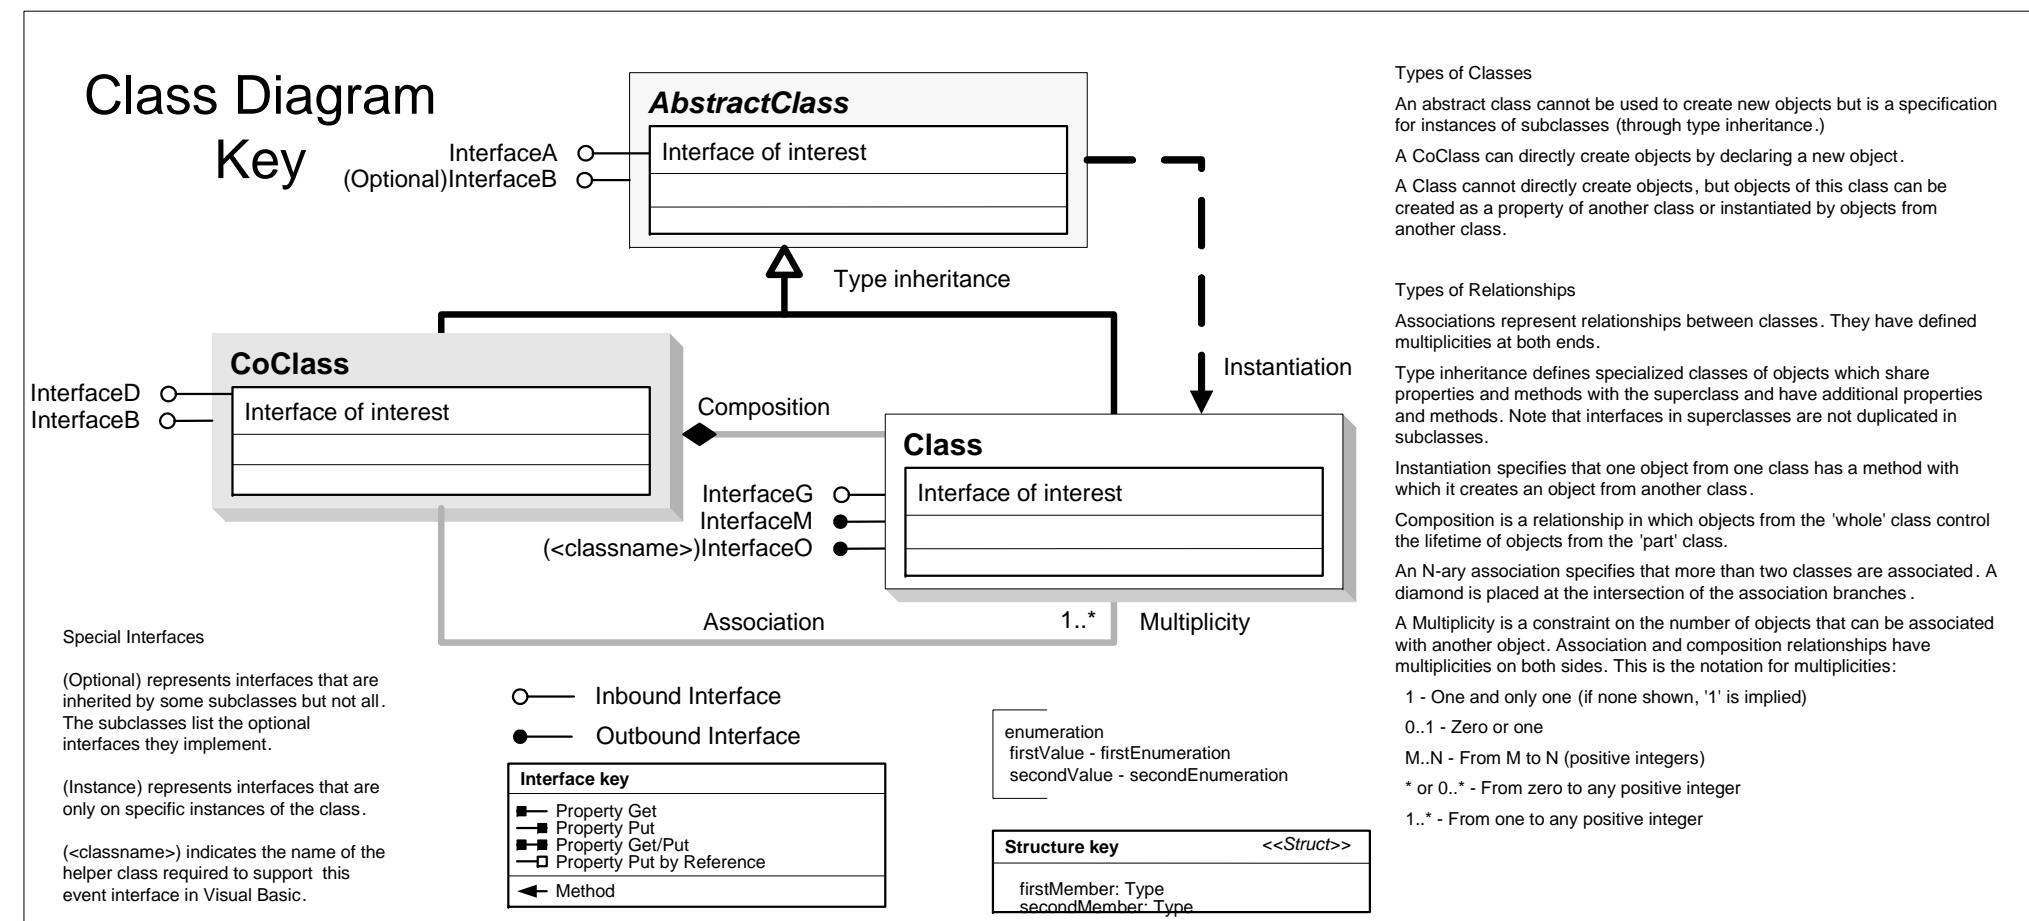 Class Diagram
Key
AbstractClass
Interface of interest
InterfaceA
(Optional)InterfaceB
Type inheritance
Instantiation
CoClass
Interface of interest
InterfaceD
InterfaceB
Composition
Class
Interface of interest
InterfaceG
InterfaceM
(<classname>)InterfaceO
Association
1..*
Multiplicity
Special Interfaces
(Optional) represents interfaces that are
inherited by some subclasses but not all.
The subclasses list the optional
interfaces they implement.
(Instance) represents interfaces that are
only on specific instances of the class.
(<classname>) indicates the name of the
helper class required to support this
event interface in Visual Basic.
Inbound Interface
Outbound Interface
Interface key
Property Get
Property Put
Property Get/Put
Property Put by Reference
Method
enumeration
firstValue - firstEnumeration
secondValue - secondEnumeration
Structure key <<Struct>>
firstMember: Type
secondMember: Type
Types of Classes
An abstract class cannot be used to create new objects but is a specification
for instances of subclasses (through type inheritance.)
A CoClass can directly create objects by declaring a new object.
A Class cannot directly create objects, but objects of this class can be
created as a property of another class or instantiated by objects from
another class.
Types of Relationships
Associations represent relationships between classes. They have defined
multiplicities at both ends.
Type inheritance defines specialized classes of objects which share
properties and methods with the superclass and have additional properties
and methods. Note that interfaces in superclasses are not duplicated in
subclasses.
Instantiation specifies that one object from one class has a method with
which it creates an object from another class.
Composition is a relationship in which objects from the 'whole' class control
the lifetime of objects from the 'part' class.
An N-ary association specifies that more than two classes are associated. A
diamond is placed at the intersection of the association branches.
A Multiplicity is a constraint on the number of objects that can be associated
with another object. Association and composition relationships have
multiplicities on both sides. This is the notation for multiplicities:
1 - One and only one (if none shown, '1' is implied)
0..1 - Zero or one
M..N - From M to N (positive integers)
* or 0..* - From zero to any positive integer
1..* - From one to any positive integer